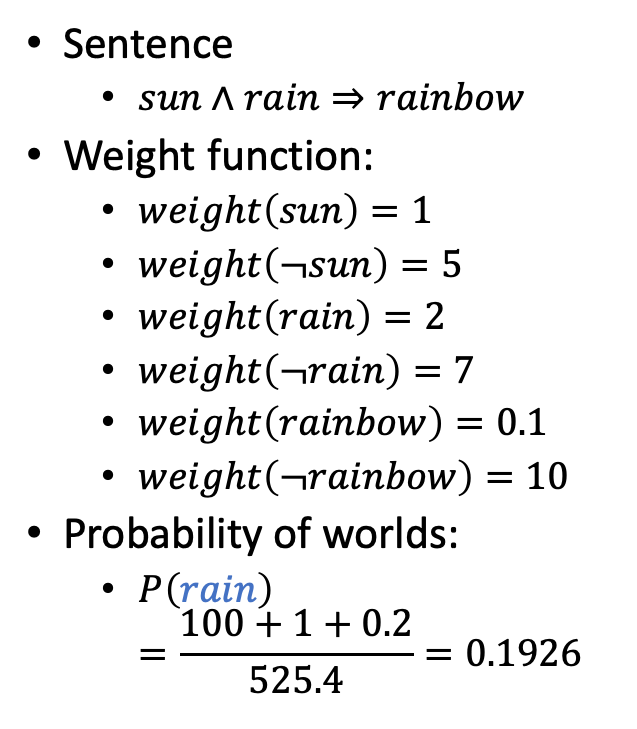 • Sentence
• sun ∧ rain ⇒ rainbow
• Weight function:
• weight(sun) = 1
• weight(¬sun) = 5
• weight(rain) = 2
• weight(¬rain) = 7
• weight(rainbow) = 0.1
• weight(¬rainbow) = 10
• Probability of worlds:
• P(rain)
100 + 1 + 0.2
= ―――― = 0.1926
525.4